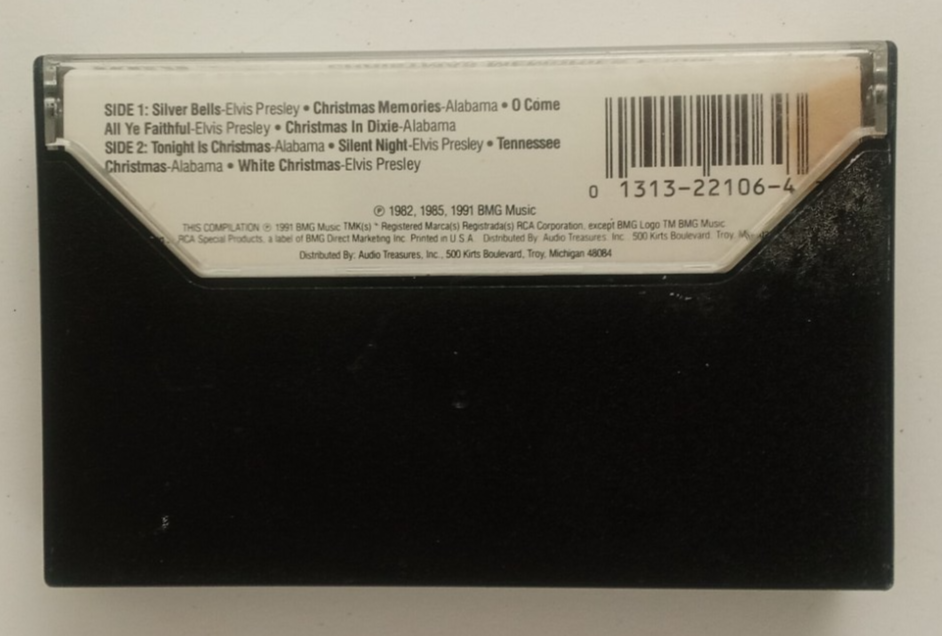 SIDE 1: Silver Bells-Elvis Presley • Christmas Memories-Alabama • O Come
All Ye Faithful-Elvis Presley • Christmas In Dixie-Alabama
SIDE 2: Tonight Is Christmas-Alabama • Silent Night-Elvis Presley • Tennessee
Christmas-Alabama • White Christmas-Elvis Presley
0 1313-22106-4
℗ 1982, 1985, 1991 BMG Music
THIS COMPILATION ℗ 1991 BMG Music TMK(s) ® Registered Marca(s) Registrada(s) RCA Corporation, except BMG Logo TM BMG Music
RCA Special Products, a label of BMG Direct Marketing Inc. Printed in U.S.A. Distributed By: Audio Treasures, Inc., 500 Kirts Boulevard, Troy,
Distributed By: Audio Treasures, Inc., 500 Kirts Boulevard, Troy, Michigan 48084